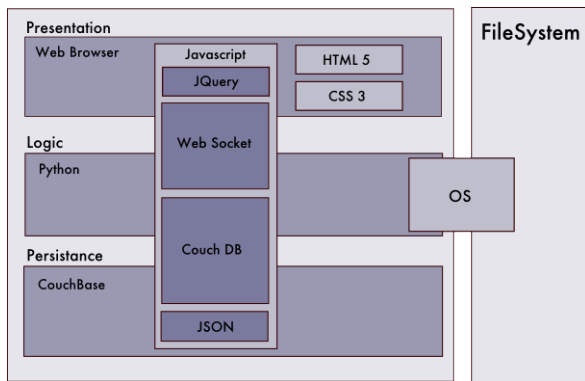 Presentation
Web Browser
Javascript
JQuery
HTML 5
CSS 3
Web Socket
Logic
Python
OS
Couch DB
Persistance
CouchBase
JSON
FileSystem